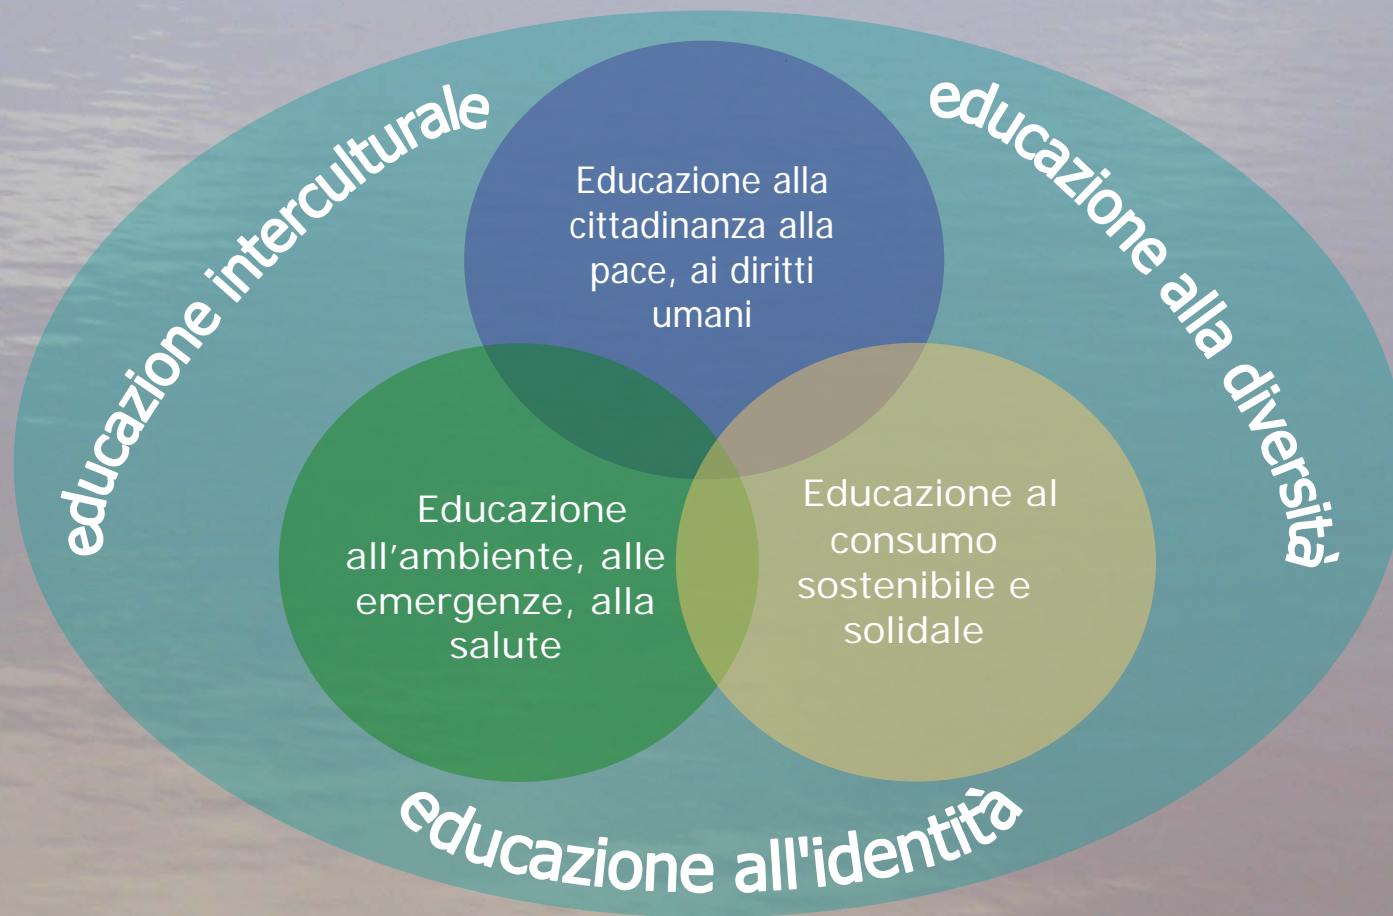 educazione interculturale
educazione alla diversità
Educazione alla
cittadinanza alla
pace, ai diritti
umani
Educazione
all’ambiente, alle
emergenze, alla
salute
Educazione al
consumo
sostenibile e
solidale
educazione all'identità